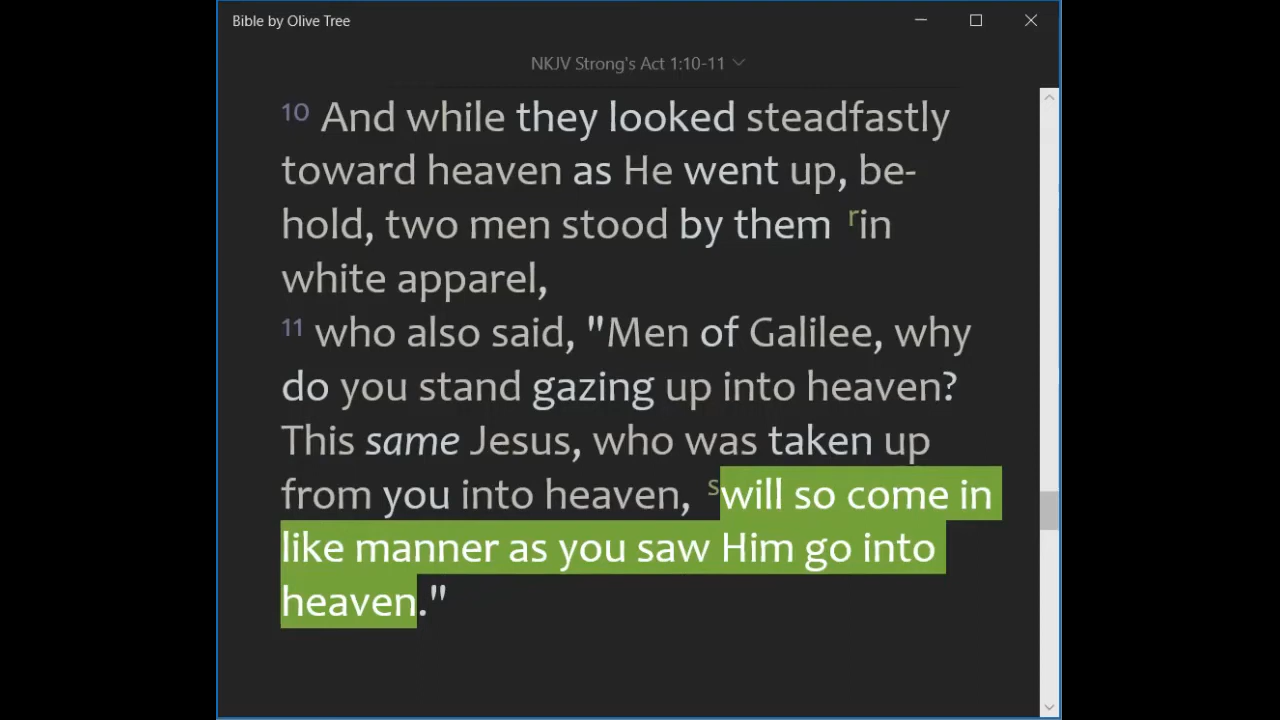 Bible by Olive Tree
NKJV Strong's Act 1:10-11
10 And while they looked steadfastly
toward heaven as He went up, be-
hold, two men stood by them rin
white apparel,
11 who also said, "Men of Galilee, why
do you stand gazing up into heaven?
This same Jesus, who was taken up
from you into heaven, swill so come in
like manner as you saw Him go into
heaven."